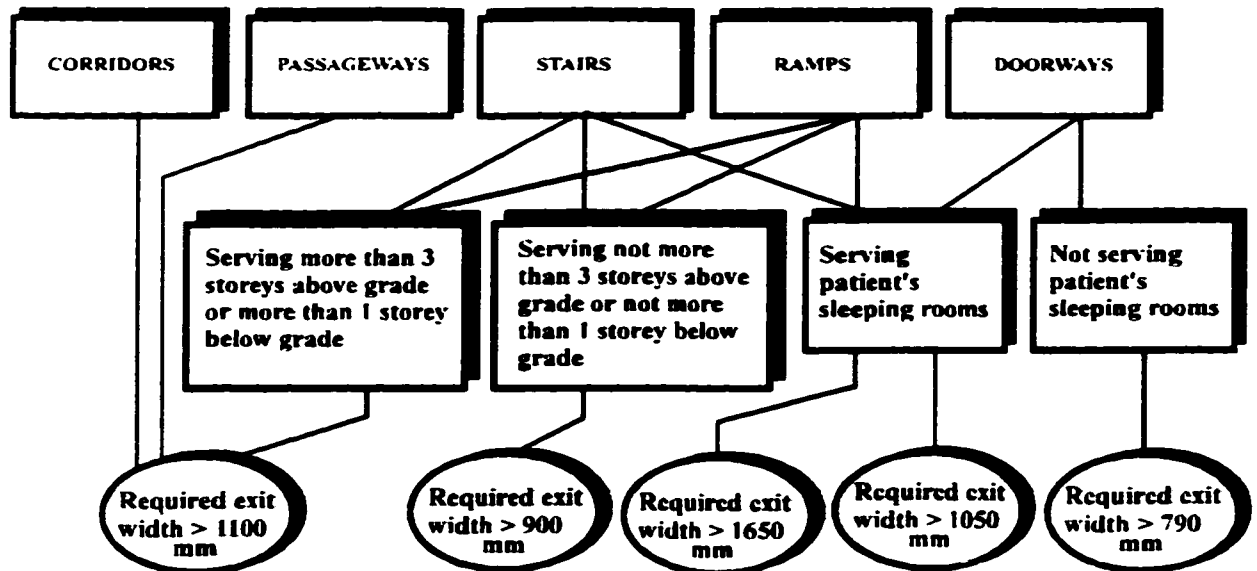 CORRIDORS
PASSAGEWAYS
STAIRS
RAMPS
DOORWAYS
Serving more than 3
storeys above grade
or more than 1 storey
below grade
Serving not more
than 3 storeys above
grade or not more
than 1 storey below
grade
Serving
patient's
sleeping rooms
Not serving
patient's
sleeping rooms
Required exit
width > 1100
mm
Required exit
width > 900
mm
Required exit
width > 1650
mm
Required exit
width > 1050
mm
Required exit
width > 790
mm